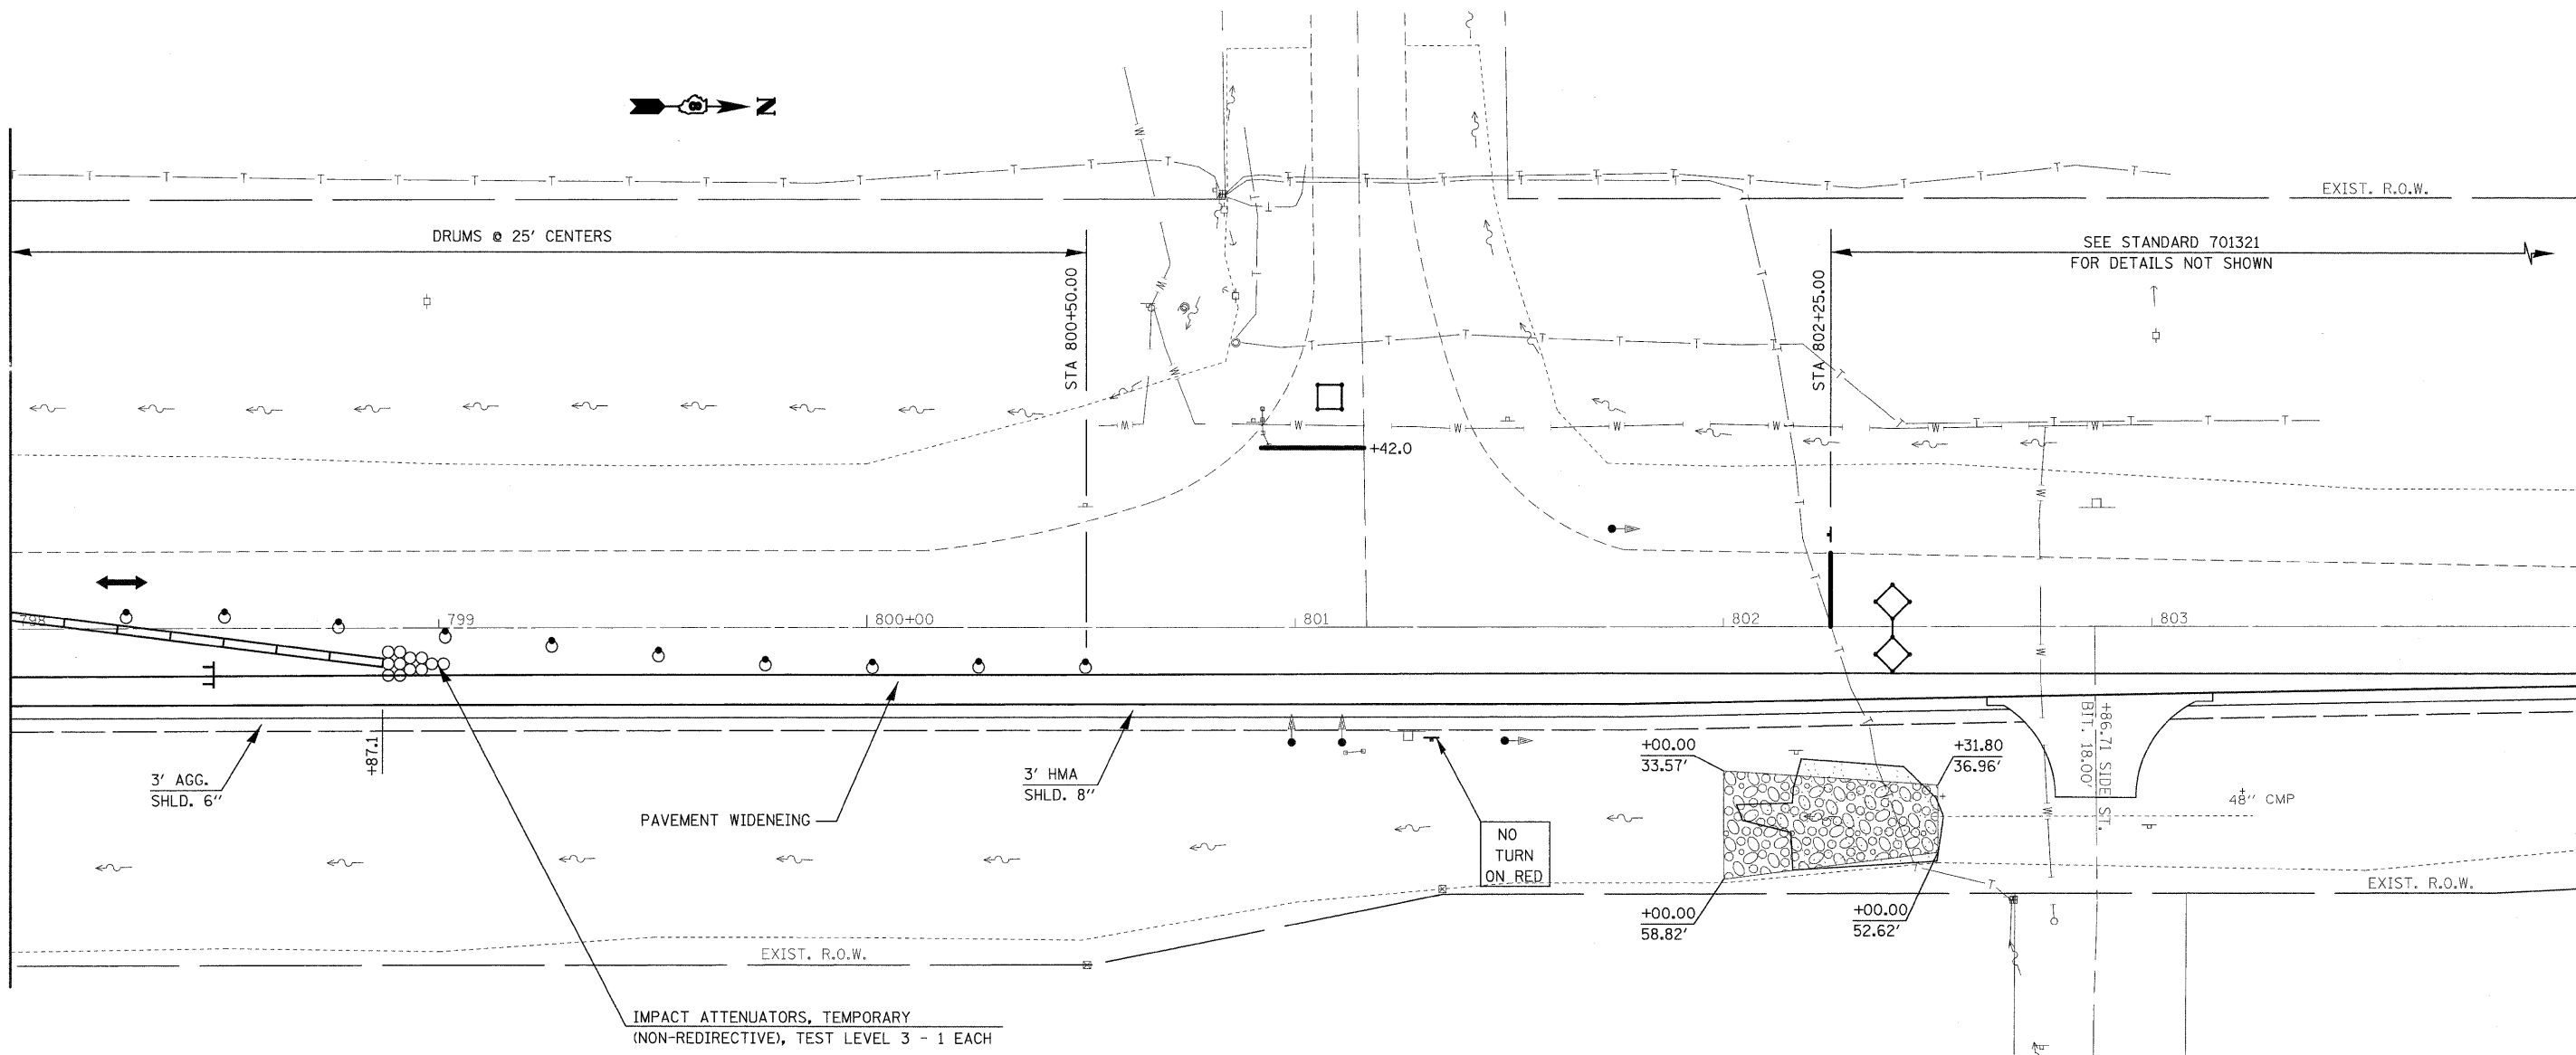 N
EXIST. R.O.W.
DRUMS @ 25' CENTERS
SEE STANDARD 701321
FOR DETAILS NOT SHOWN
STA 800+50.00
STA 802+25.00
+42.0
798
799
800+00
801
802
803
+87.1
3' AGG.
SHLD. 6"
PAVEMENT WIDENEING
3' HMA
SHLD. 8"
NO
TURN
ON RED
+00.00
33.57'
+31.80
36.96'
+86.71 SIDE ST.
BIT. 18.00'
48" CMP
+00.00
58.82'
+00.00
52.62'
EXIST. R.O.W.
EXIST. R.O.W.
IMPACT ATTENUATORS, TEMPORARY
(NON-REDIRECTIVE), TEST LEVEL 3 - 1 EACH